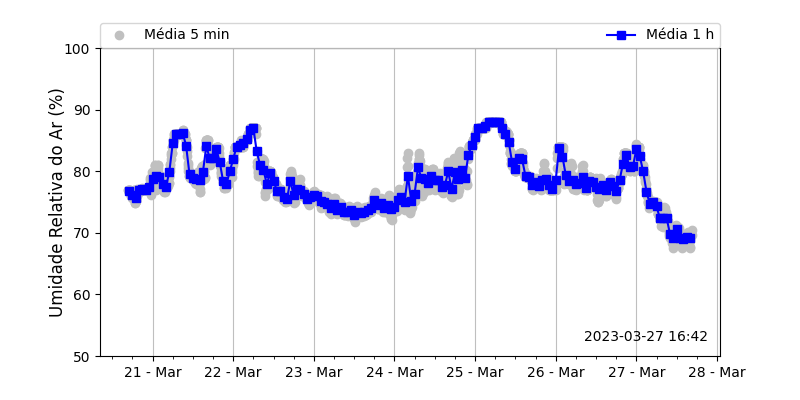 Média 5 min
Média 1 h
Umidade Relativa do Ar (%)
100
90
80
70
60
50
2023-03-27 16:42
21 - Mar
22 - Mar
23 - Mar
24 - Mar
25 - Mar
26 - Mar
27 - Mar
28 - Mar